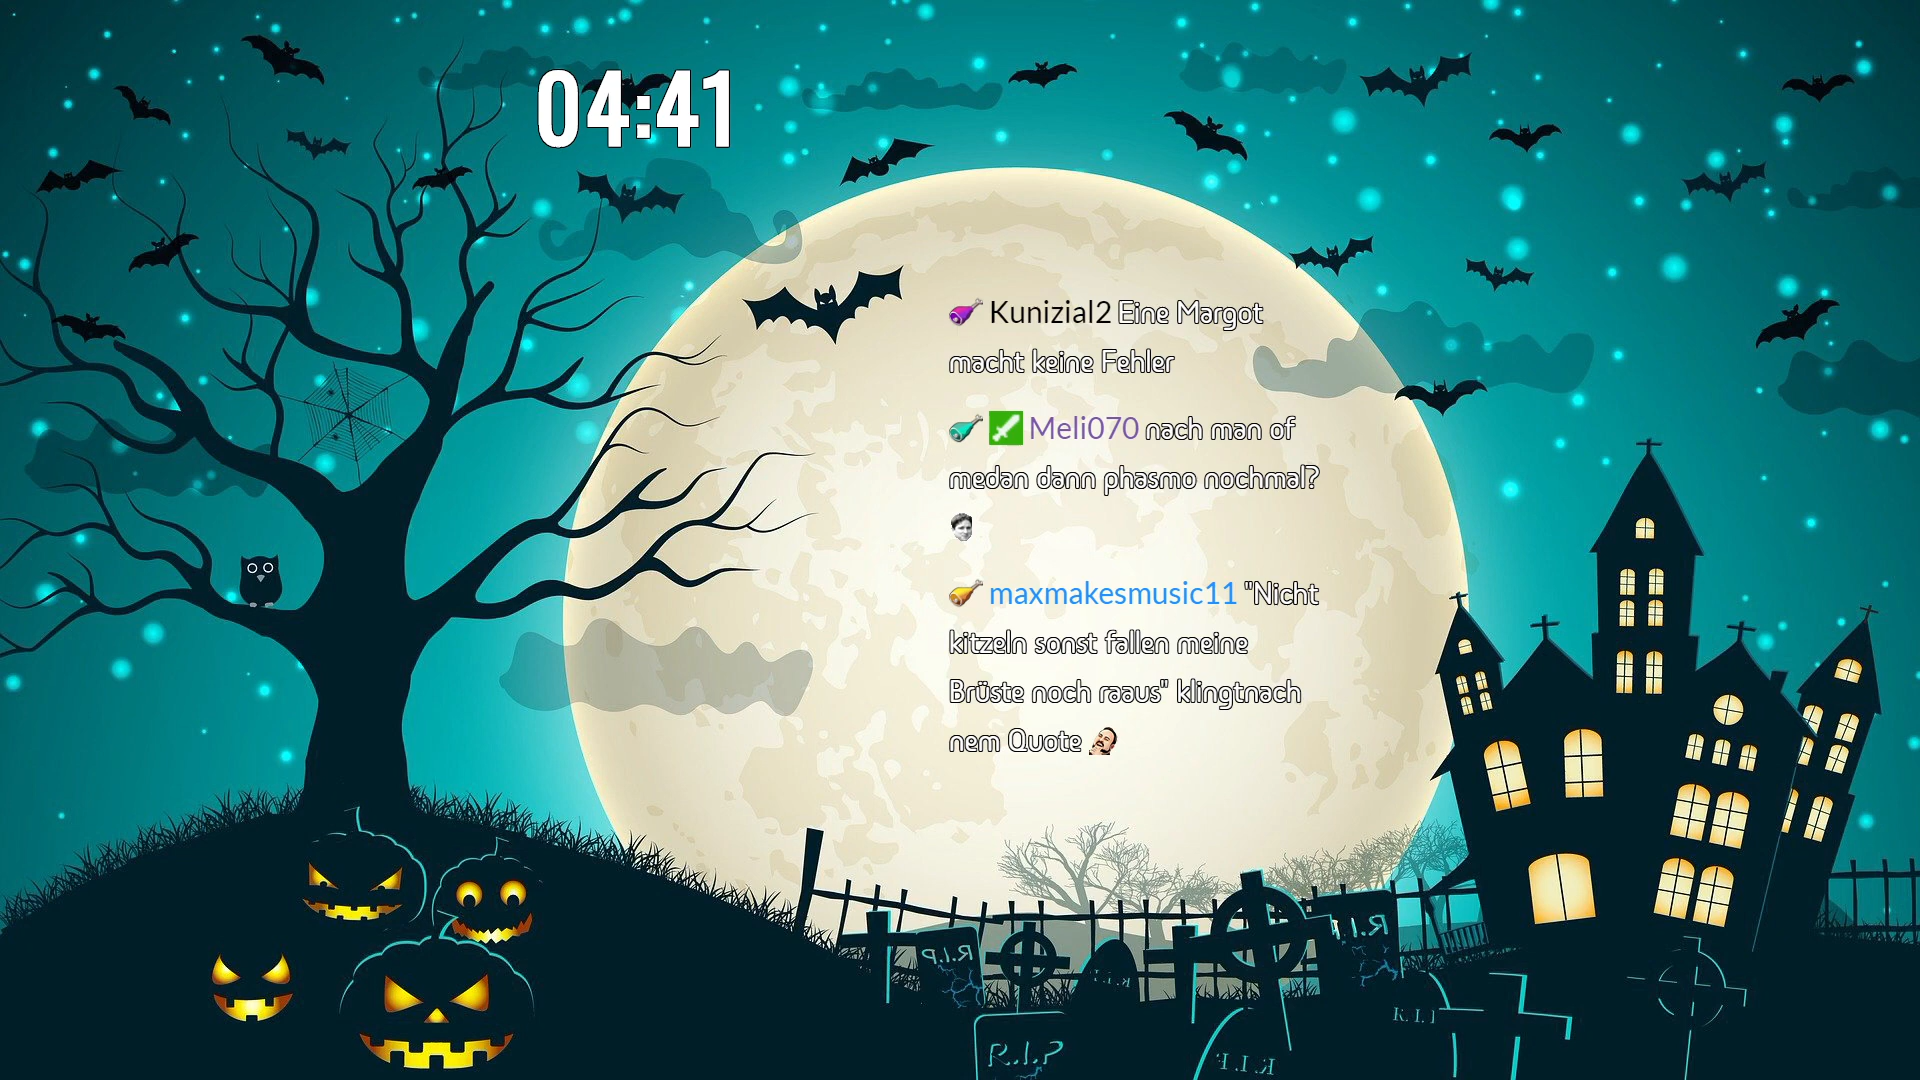 04:41
Kunizial2 Eine Margot
macht keine Fehler
Meli070 nach man of
medan dann phasmo nochmal?
maxmakesmusic11 "Nicht
kitzeln sonst fallen meine
Brüste noch raaus" klingtnach
nem Quote
R.I.P
R.I.P
R.I.P
R.I.P